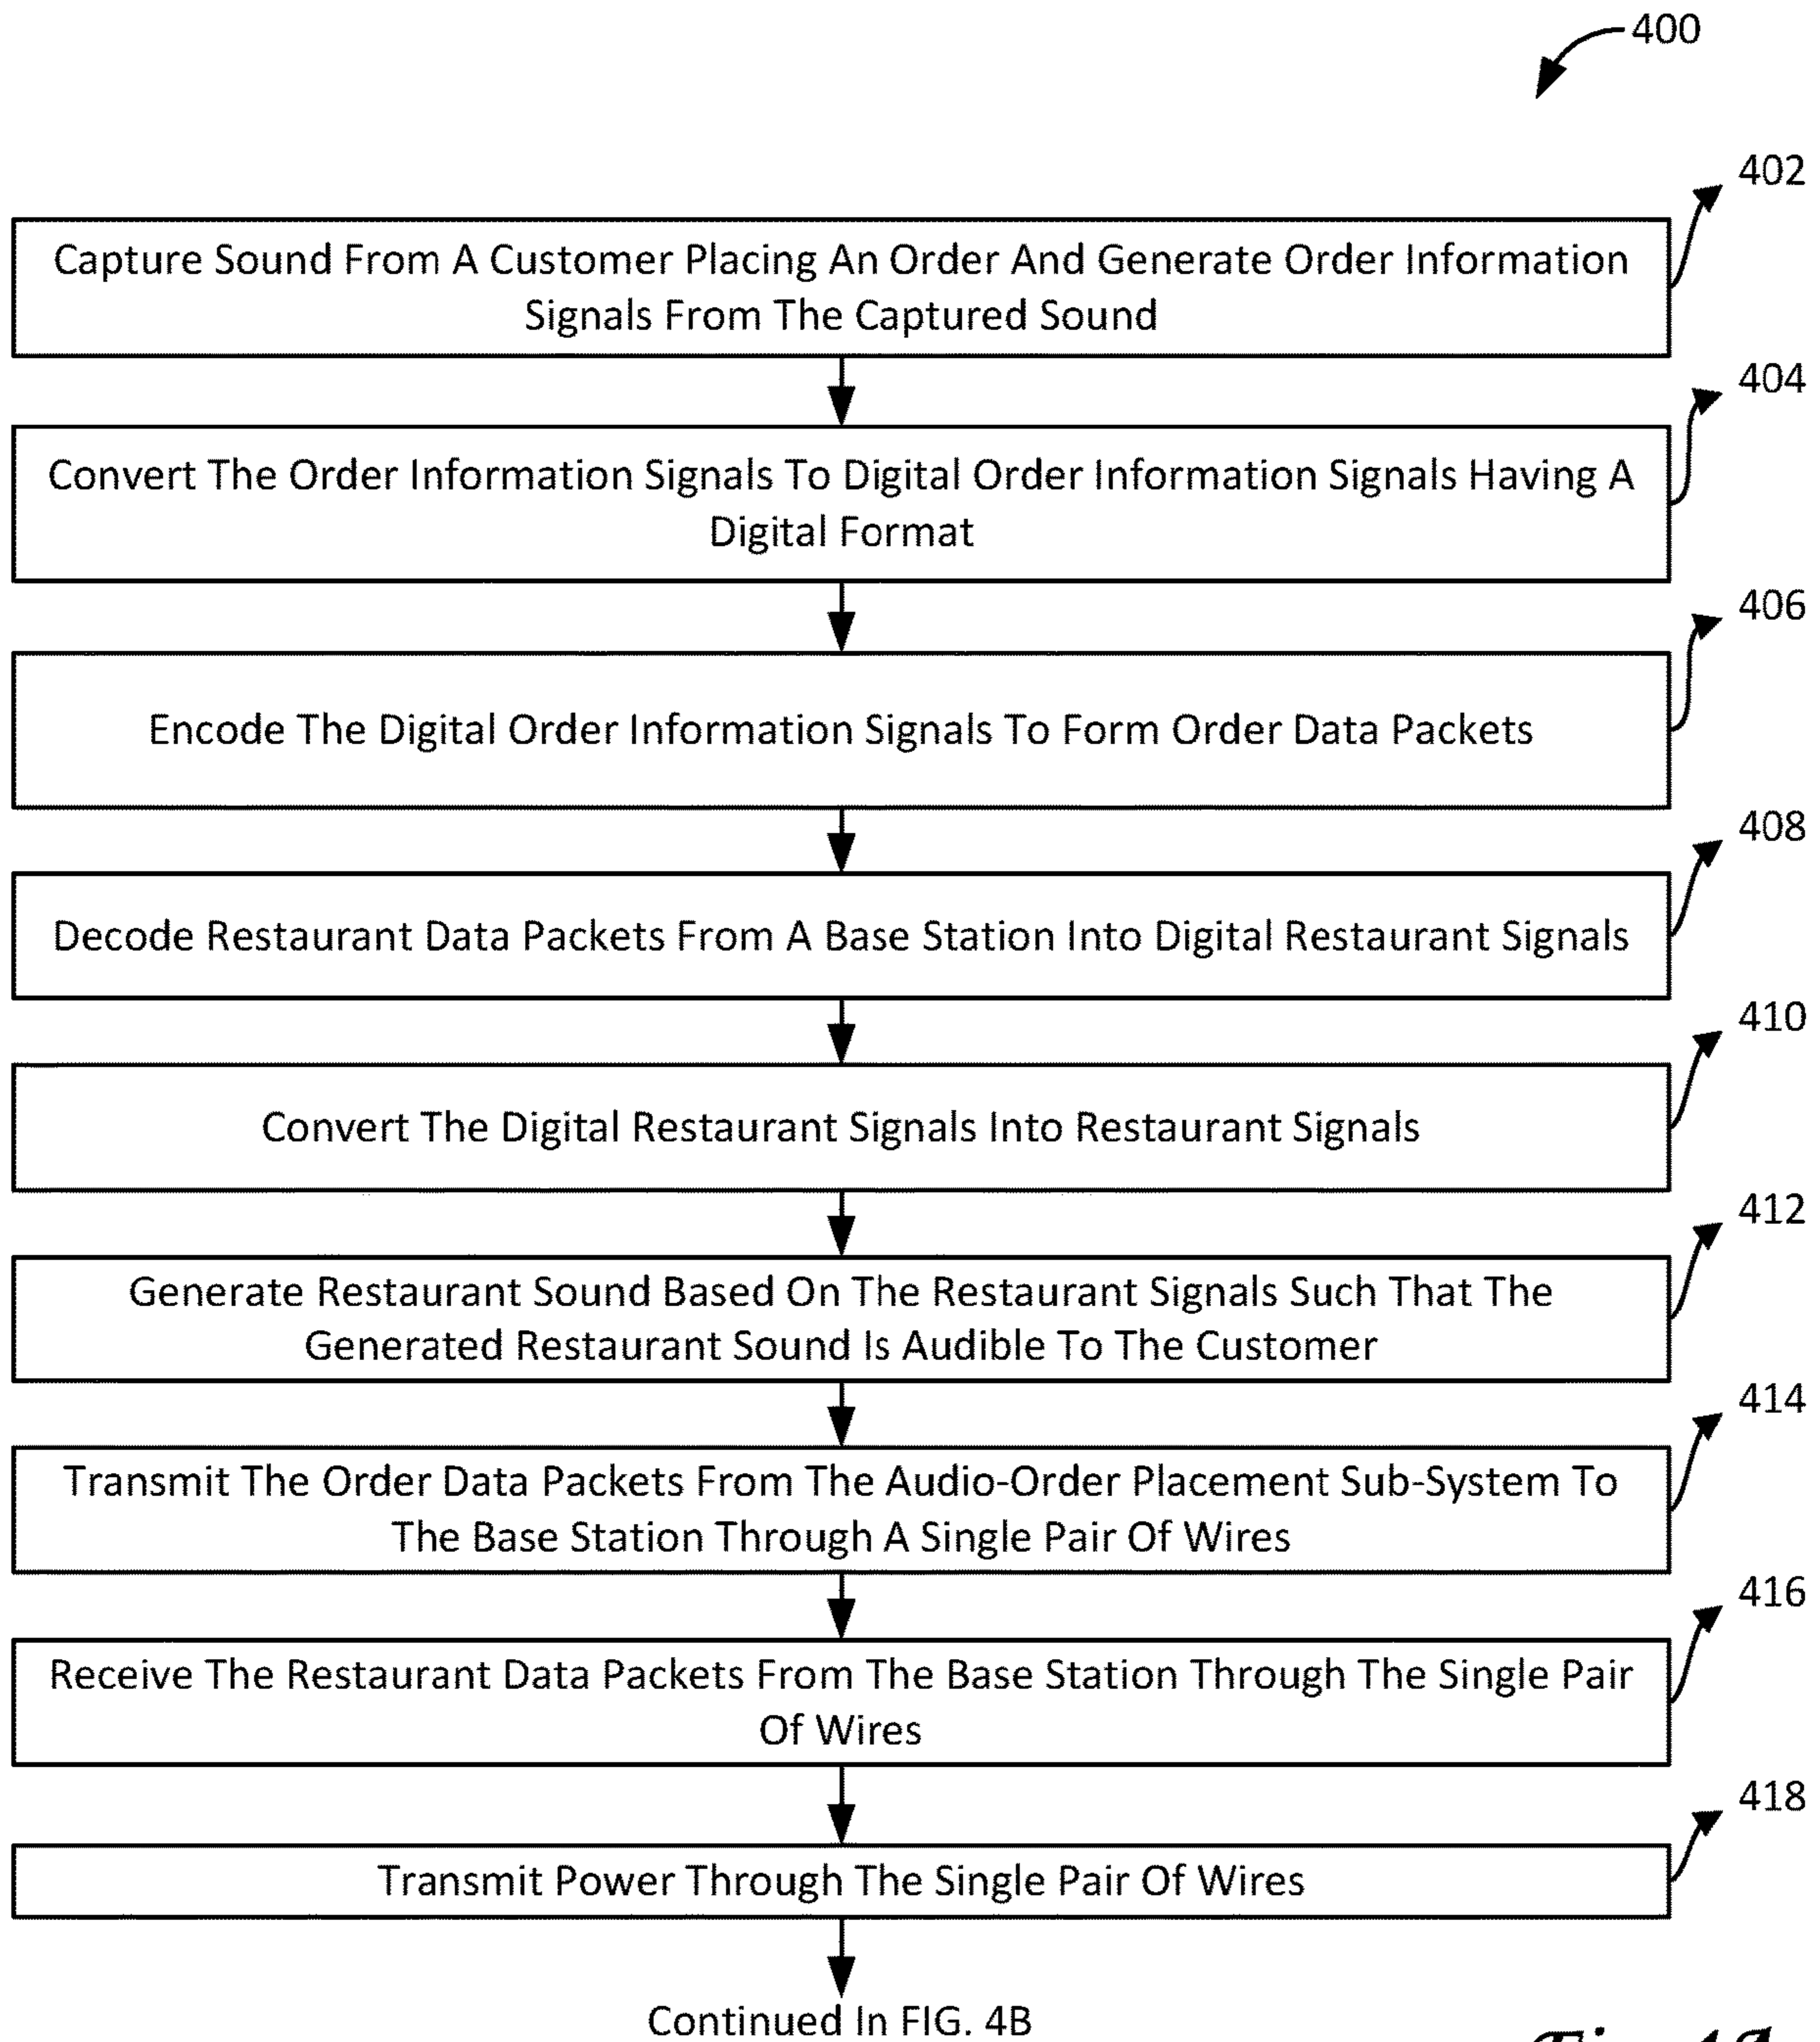 400
402
Capture Sound From A Customer Placing An Order And Generate Order Information
Signals From The Captured Sound
404
Convert The Order Information Signals To Digital Order Information Signals Having A
Digital Format
406
Encode The Digital Order Information Signals To Form Order Data Packets
408
Decode Restaurant Data Packets From A Base Station Into Digital Restaurant Signals
410
Convert The Digital Restaurant Signals Into Restaurant Signals
412
Generate Restaurant Sound Based On The Restaurant Signals Such That The
Generated Restaurant Sound Is Audible To The Customer
414
Transmit The Order Data Packets From The Audio-Order Placement Sub-System To
The Base Station Through A Single Pair Of Wires
416
Receive The Restaurant Data Packets From The Base Station Through The Single Pair
Of Wires
418
Transmit Power Through The Single Pair Of Wires
Continued In FIG. 4B